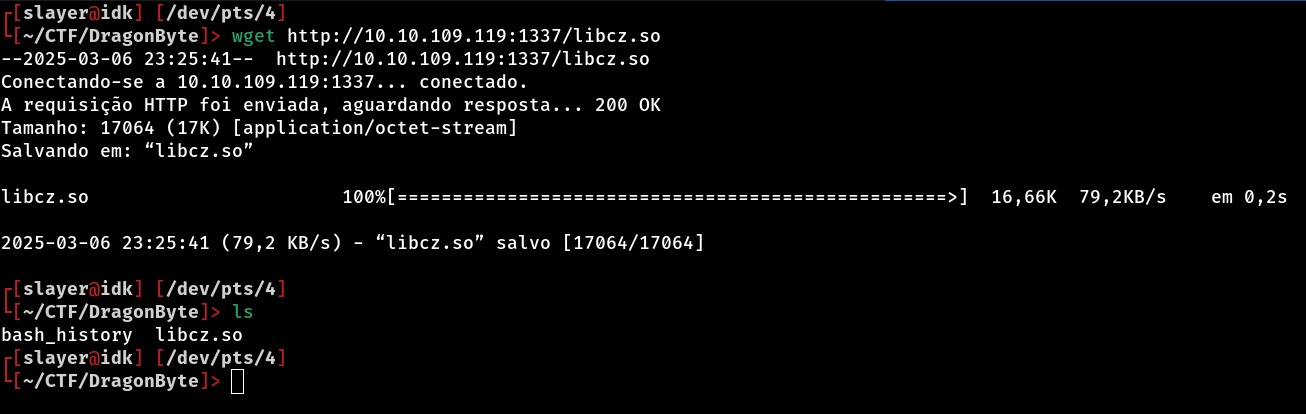 ┌[slayer@idk] [/dev/pts/4]
└[~/CTF/DragonByte]> wget http://10.10.109.119:1337/libcz.so
--2025-03-06 23:25:41--  http://10.10.109.119:1337/libcz.so
Conectando-se a 10.10.109.119:1337... conectado.
A requisição HTTP foi enviada, aguardando resposta... 200 OK
Tamanho: 17064 (17K) [application/octet-stream]
Salvando em: “libcz.so”
libcz.so                       100%[==================================================>]  16,66K  79,2KB/s    em 0,2s
2025-03-06 23:25:41 (79,2 KB/s) - “libcz.so” salvo [17064/17064]
┌[slayer@idk] [/dev/pts/4]
└[~/CTF/DragonByte]> ls
bash_history  libcz.so
┌[slayer@idk] [/dev/pts/4]
└[~/CTF/DragonByte]>